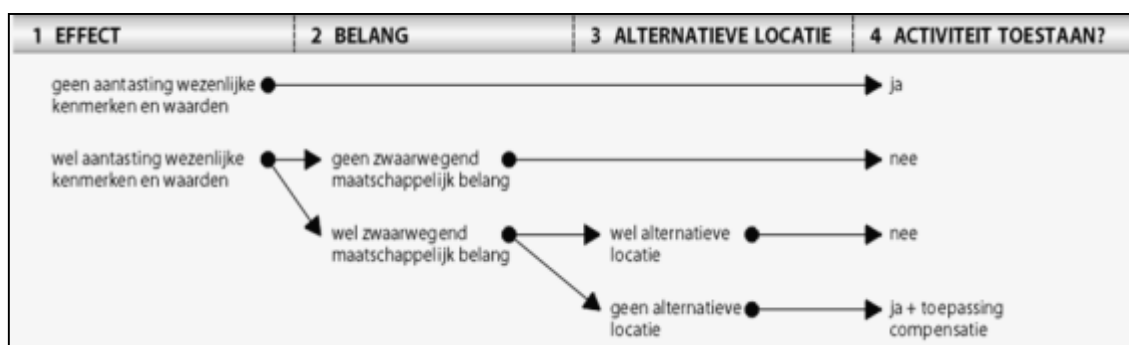 1 EFFECT
2 BELANG
3 ALTERNATIEVE LOCATIE
4 ACTIVITEIT TOESTAAN?
geen aantasting wezenlijke
kenmerken en waarden
ja
wel aantasting wezenlijke
kenmerken en waarden
geen zwaarwegend
maatschappelijk belang
nee
wel zwaarwegend
maatschappelijk belang
wel alternatieve
locatie
nee
geen alternatieve
locatie
ja + toepassing
compensatie